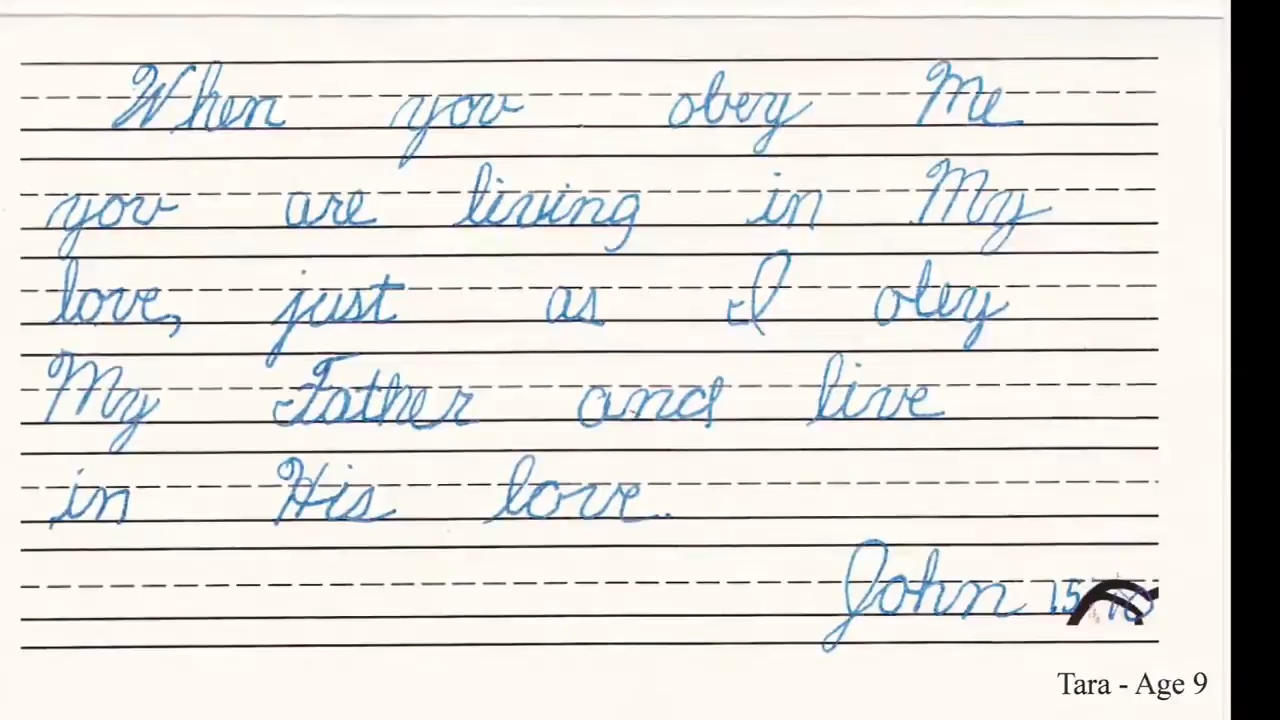 When you obey Me
you are living in My
love, just as I obey
My Father and live
in His love.
John 15
Tara - Age 9